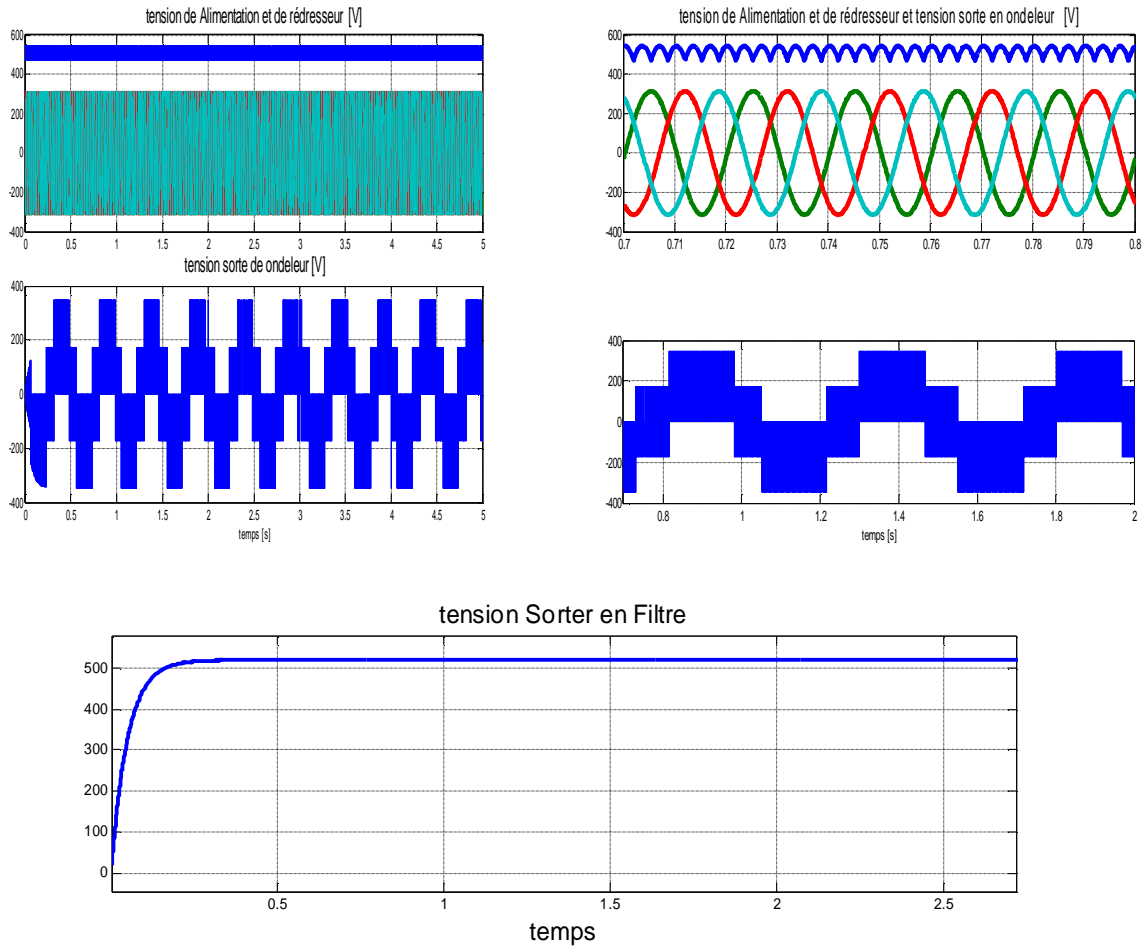 tension de Alimentation et de rédresseur [V]
600
400
200
0
-200
-400
0 0.5 1 1.5 2 2.5 3 3.5 4 4.5 5
tension de Alimentation et de rédresseur et tension sorte en ondeleur [V]
600
400
200
0
-200
-400
0.7 0.71 0.72 0.73 0.74 0.75 0.76 0.77 0.78 0.79 0.8
tension sorte de ondeleur [V]
400
200
0
-200
-400
0 0.5 1 1.5 2 2.5 3 3.5 4 4.5 5
temps [s]
400
200
0
-200
-400
0.8 1 1.2 1.4 1.6 1.8 2
temps [s]
tension Sorter en Filtre
500
400
300
200
100
0
0.5 1 1.5 2 2.5
temps